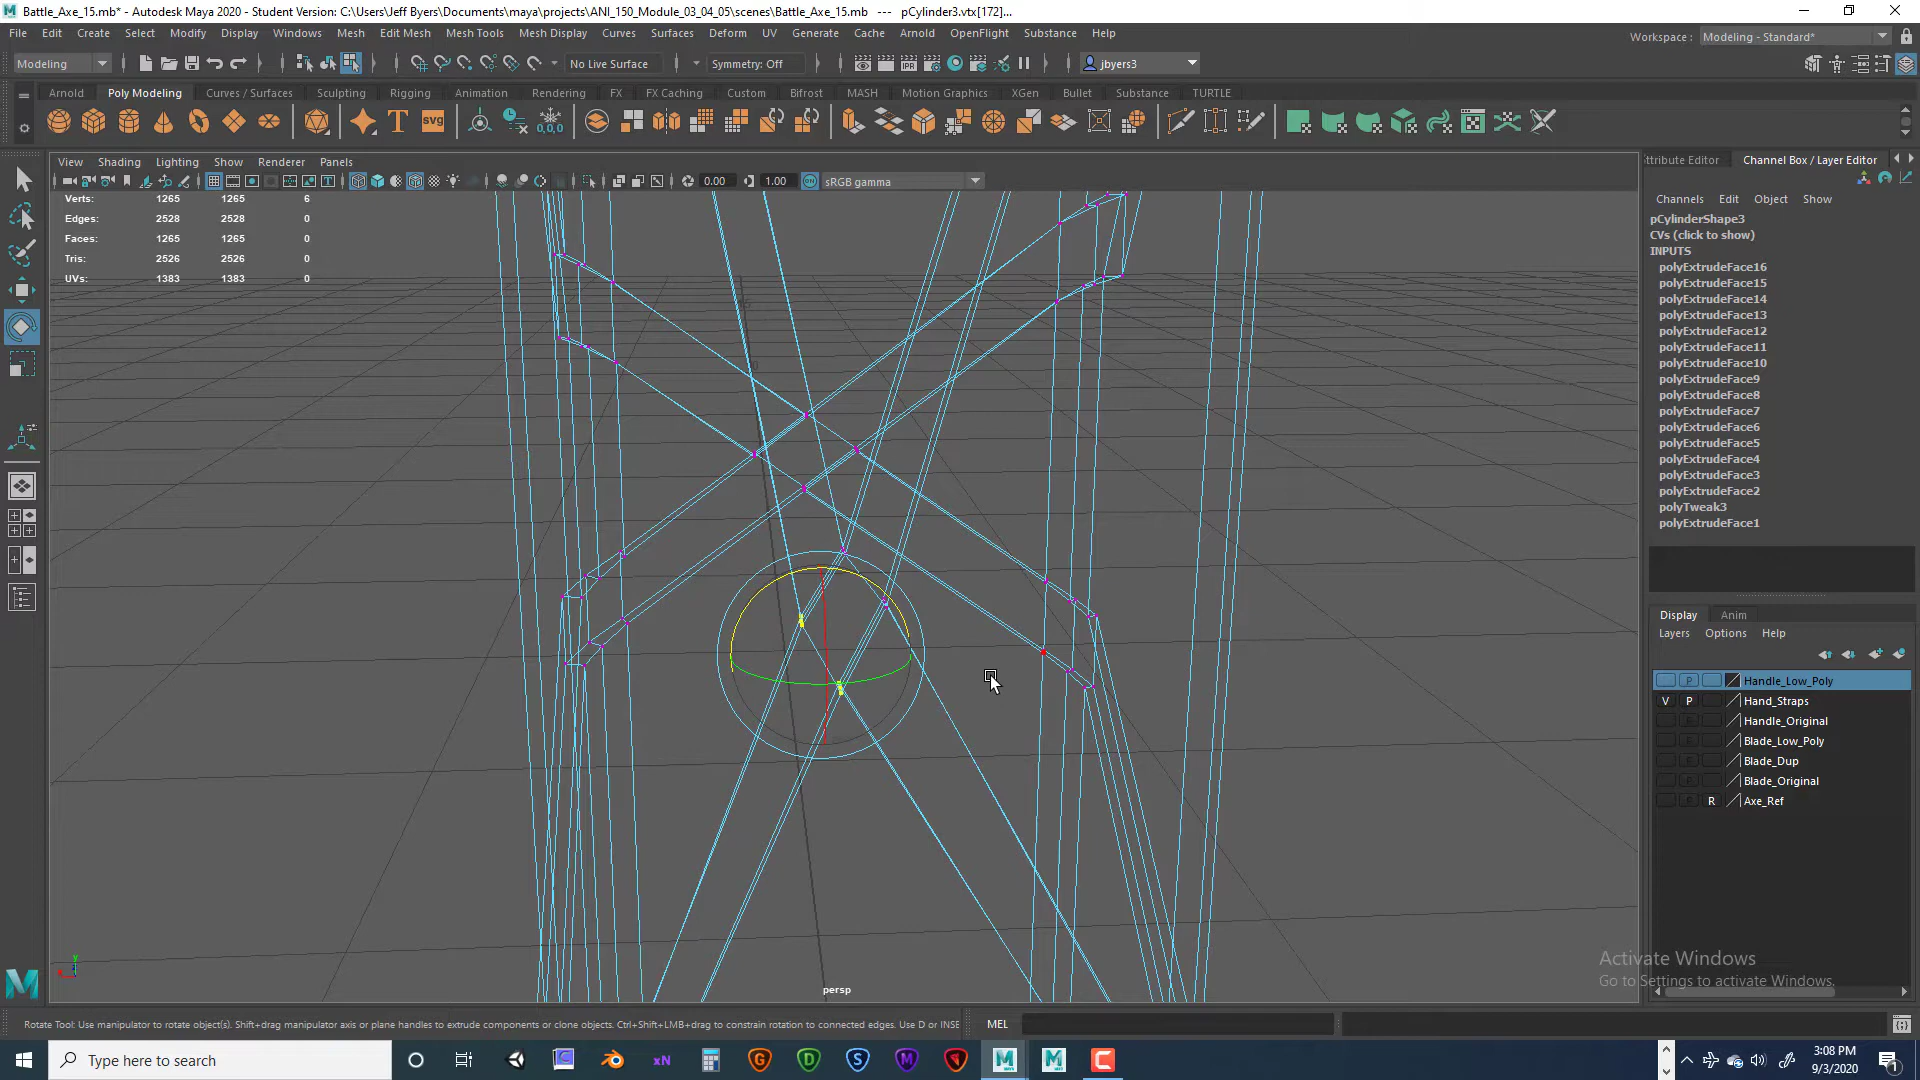 Battle_Axe_15.mb* - Autodesk Maya 2020 - Student Version: C:\Users\Jeff Byers\Documents\maya\projects\ANI_150_Module_03_04_05\scenes\Battle_Axe_15.mb --- pCylinder3.vtx[172]...
File Edit Create Select Modify Display Windows Mesh Edit Mesh Mesh Tools Mesh Display Curves Surfaces Deform UV Generate Cache Arnold OpenFlight Substance Help
Workspace : Modeling - Standard*
Modeling No Live Surface Symmetry: Off jbyers3
Arnold Poly Modeling Curves / Surfaces Sculpting Rigging Animation Rendering FX FX Caching Custom Bifrost MASH Motion Graphics XGen Bullet Substance TURTLE
T svg 0,0,0
View Shading Lighting Show Renderer Panels
0.00 1.00 sRGB gamma
Verts: 1265 1265 6
Edges: 2528 2528 0
Faces: 1265 1265 0
Tris: 2526 2526 0
UVs: 1383 1383 0
persp
ttribute Editor Channel Box / Layer Editor
Channels Edit Object Show
pCylinderShape3
CVs (click to show)
INPUTS
polyExtrudeFace16
polyExtrudeFace15
polyExtrudeFace14
polyExtrudeFace13
polyExtrudeFace12
polyExtrudeFace11
polyExtrudeFace10
polyExtrudeFace9
polyExtrudeFace8
polyExtrudeFace7
polyExtrudeFace6
polyExtrudeFace5
polyExtrudeFace4
polyExtrudeFace3
polyExtrudeFace2
polyTweak3
polyExtrudeFace1
Display Anim
Layers Options Help
P Handle_Low_Poly
V P Hand_Straps
Handle_Original
Blade_Low_Poly
Blade_Dup
Blade_Original
R Axe_Ref
Activate Windows
Go to Settings to activate Windows.
Rotate Tool: Use manipulator to rotate object(s). Shift+drag manipulator axis or plane handles to extrude components or clone objects. Ctrl+Shift+LMB+drag to constrain rotation to connected edges. Use D or INSE
MEL
Type here to search
3:08 PM
9/3/2020